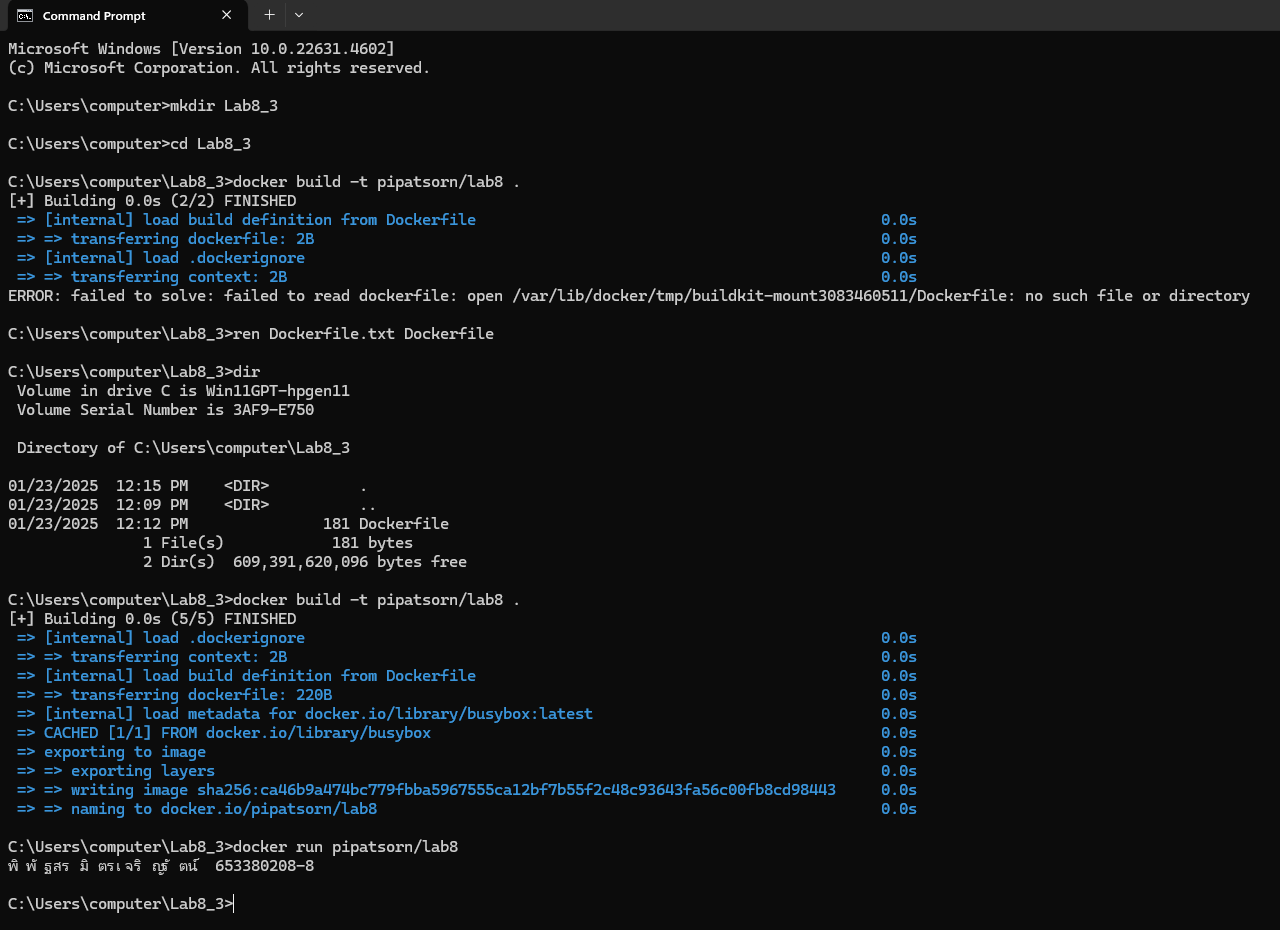 Command Prompt
Microsoft Windows [Version 10.0.22631.4602]
(c) Microsoft Corporation. All rights reserved.
C:\Users\computer>mkdir Lab8_3
C:\Users\computer>cd Lab8_3
C:\Users\computer\Lab8_3>docker build -t pipatsorn/lab8 .
[+] Building 0.0s (2/2) FINISHED
=> [internal] load build definition from Dockerfile 0.0s
=> => transferring dockerfile: 2B 0.0s
=> [internal] load .dockerignore 0.0s
=> => transferring context: 2B 0.0s
ERROR: failed to solve: failed to read dockerfile: open /var/lib/docker/tmp/buildkit-mount3083460511/Dockerfile: no such file or directory
C:\Users\computer\Lab8_3>ren Dockerfile.txt Dockerfile
C:\Users\computer\Lab8_3>dir
Volume in drive C is Win11GPT-hpgen11
Volume Serial Number is 3AF9-E750
Directory of C:\Users\computer\Lab8_3
01/23/2025 12:15 PM <DIR> .
01/23/2025 12:09 PM <DIR> ..
01/23/2025 12:12 PM 181 Dockerfile
1 File(s) 181 bytes
2 Dir(s) 609,391,620,096 bytes free
C:\Users\computer\Lab8_3>docker build -t pipatsorn/lab8 .
[+] Building 0.0s (5/5) FINISHED
=> [internal] load .dockerignore 0.0s
=> => transferring context: 2B 0.0s
=> [internal] load build definition from Dockerfile 0.0s
=> => transferring dockerfile: 220B 0.0s
=> [internal] load metadata for docker.io/library/busybox:latest 0.0s
=> CACHED [1/1] FROM docker.io/library/busybox 0.0s
=> exporting to image 0.0s
=> => exporting layers 0.0s
=> => writing image sha256:ca46b9a474bc779fbba5967555ca12bf7b55f2c48c93643fa56c00fb8cd98443 0.0s
=> => naming to docker.io/pipatsorn/lab8 0.0s
C:\Users\computer\Lab8_3>docker run pipatsorn/lab8
พิพัฐสร มิตรเจริญรัตน์ 653380208-8
C:\Users\computer\Lab8_3>